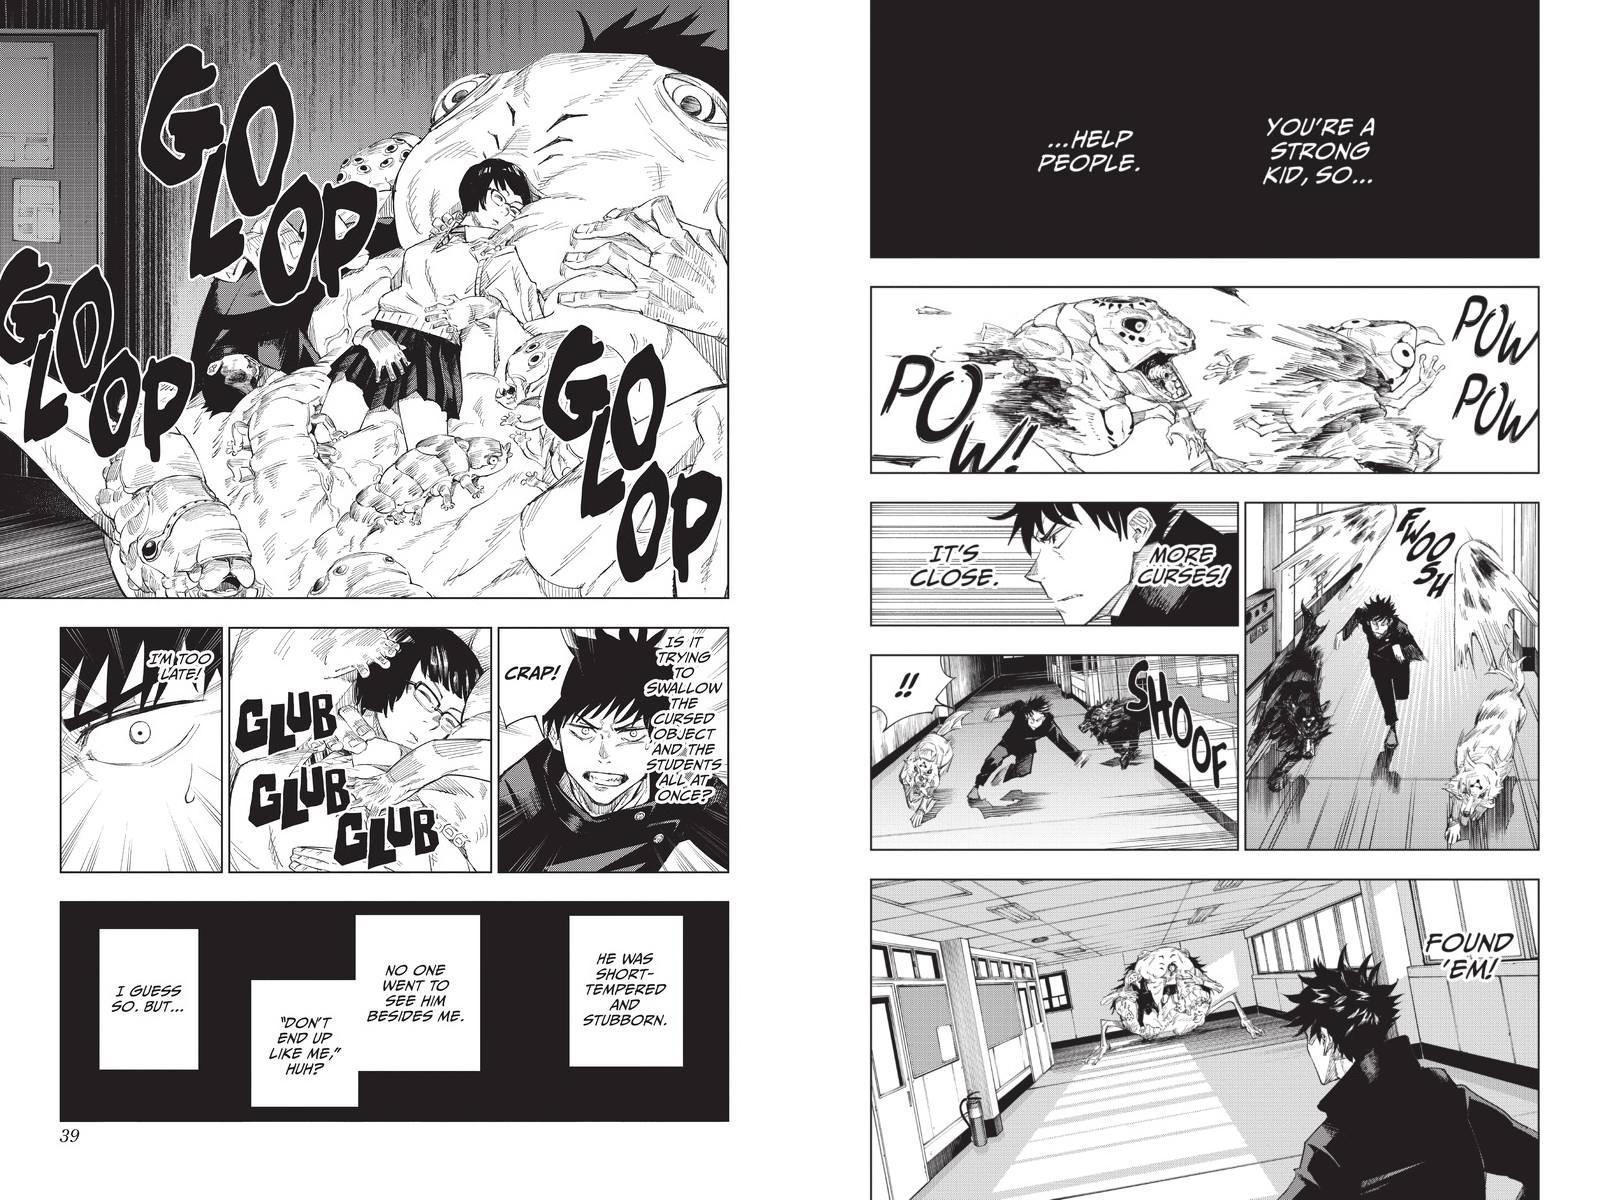 YOU'RE A
STRONG
KID, SO...
...HELP
PEOPLE.
POW
POW
POW!
FWOOSH
MORE
CURSES!
IT'S
CLOSE.
SHOOF
!!
FOUND
'EM!
GLOOP
GLOOP
GLOOP
IS IT
TRYING
TO
SWALLOW
THE
CURSED
OBJECT
AND THE
STUDENTS
ALL AT
ONCE?
CRAP!
GLUB
GLUB
GLUB
I'M TOO
LATE!
HE WAS
SHORT-
TEMPERED
AND
STUBBORN.
NO ONE
WENT TO
SEE HIM
BESIDES ME.
"DON'T
END UP
LIKE ME,"
HUH?
I GUESS
SO. BUT...
39